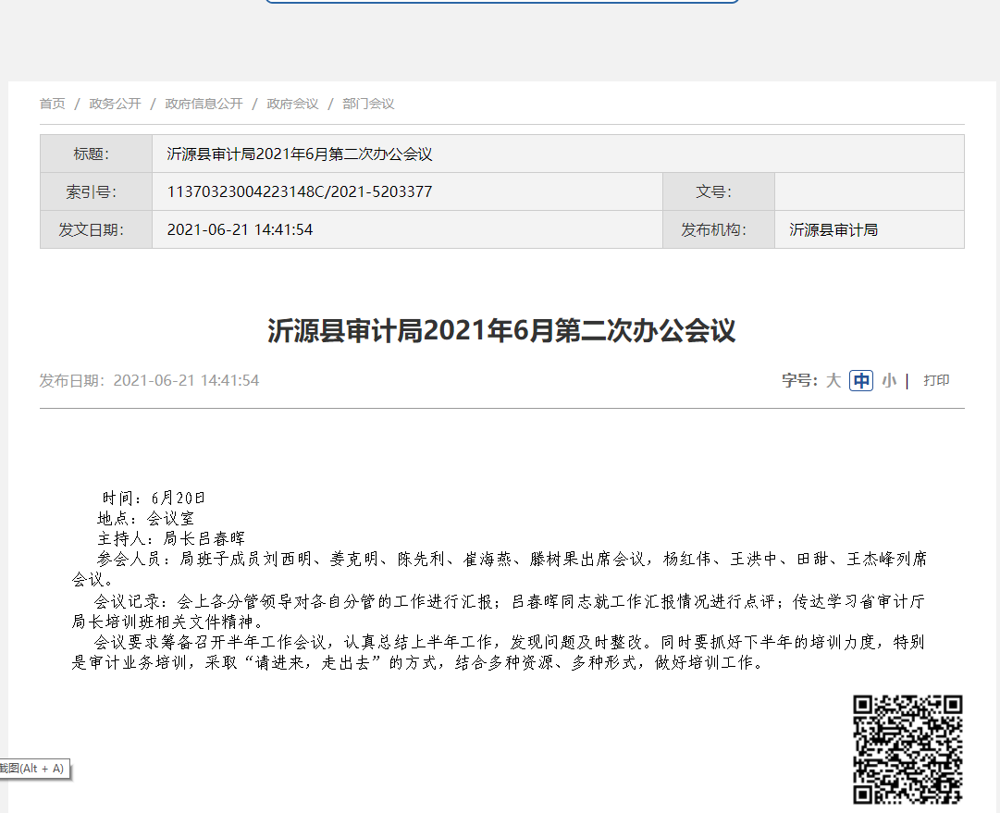 首页 / 政务公开 / 政府信息公开 / 政府会议 / 部门会议
标题： 沂源县审计局2021年6月第二次办公会议
索引号： 11370323004223148C/2021-5203377 文号：
发文日期： 2021-06-21 14:41:54 发布机构： 沂源县审计局
沂源县审计局2021年6月第二次办公会议
发布日期：2021-06-21 14:41:54 字号：大 中 小 | 打印
时间：6月20日
地点：会议室
主持人：局长吕春晖
参会人员：局班子成员刘西明、姜克明、陈先利、崔海燕、滕树果出席会议，杨红伟、王洪中、田甜、王杰峰列席
会议。
会议记录：会上各分管领导对各自分管的工作进行汇报；吕春晖同志就工作汇报情况进行点评；传达学习省审计厅
局长培训班相关文件精神。
会议要求筹备召开半年工作会议，认真总结上半年工作，发现问题及时整改。同时要抓好下半年的培训力度，特别
是审计业务培训，采取“请进来，走出去”的方式，结合多种资源、多种形式，做好培训工作。
截图(Alt + A)